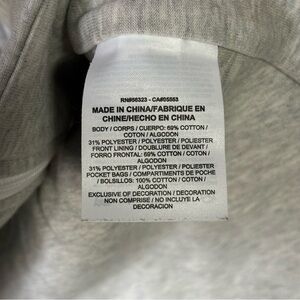 RN#56323 - CA#05553
MADE IN CHINA/FABRIQUE EN
CHINE/HECHO EN CHINA
BODY / CORPS / CUERPO: 69% COTTON /
COTON / ALGODON
31% POLYESTER / POLYESTER / POLIESTER
FRONT LINING / DOUBLURE DE DEVANT /
FORRO FRONTAL: 69% COTTON / COTON /
ALGODON
31% POLYESTER / POLYESTER / POLIESTER
POCKET BAGS / COMPARTIMENTS DE POCHE
/ BOLSILLOS: 100% COTTON / COTON /
ALGODON
EXCLUSIVE OF DECORATION / DECORATION
NON COMPRISE / NO INCLUYE LA
DECORACION